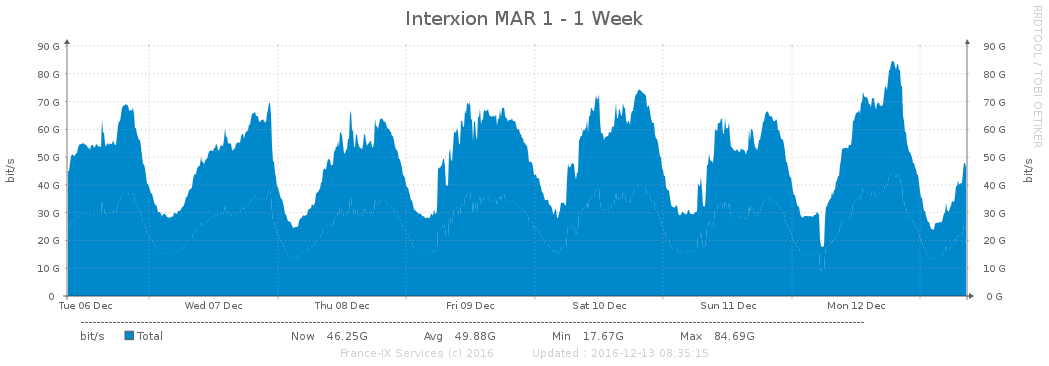 Interxion MAR 1 - 1 Week
RRDTOOL / TOBI OETIKER
bit/s
90 G 90 G
80 G 80 G
70 G 70 G
60 G 60 G
50 G 50 G
40 G 40 G
30 G 30 G
20 G 20 G
10 G 10 G
0 0 G
bit/s
Tue 06 Dec Wed 07 Dec Thu 08 Dec Fri 09 Dec Sat 10 Dec Sun 11 Dec Mon 12 Dec
bit/s Total Now 46.25G Avg 49.88G Min 17.67G Max 84.69G
France-IX Services (c) 2016 Updated : 2016-12-13 08:35:15